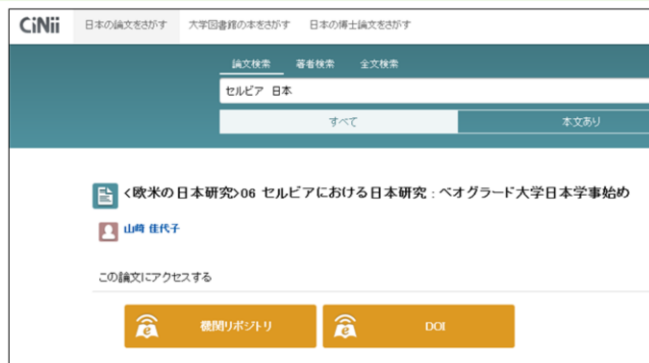 CiNii 日本の論文をさがす 大学図書館の本をさがす 日本の博士論文をさがす
論文検索 著者検索 全文検索
セルビア 日本
すべて 本文あり
<欧米の日本研究>06 セルビアにおける日本研究 : ベオグラード大学日本学事始め
山崎 佳代子
この論文にアクセスする
機関リポジトリ DOI